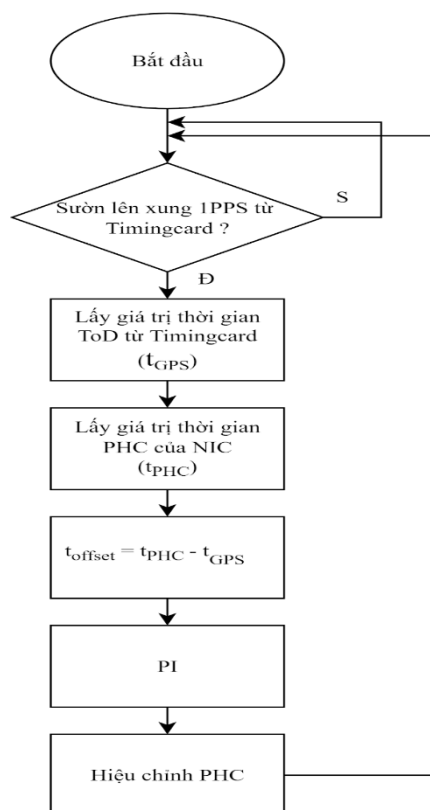 Bắt đầu
Sườn lên xung 1PPS từ
Timingcard ?
S
Đ
Lấy giá trị thời gian
ToD từ Timingcard
(tGPS)
Lấy giá trị thời gian
PHC của NIC
(tPHC)
toffset = tPHC - tGPS
PI
Hiệu chỉnh PHC